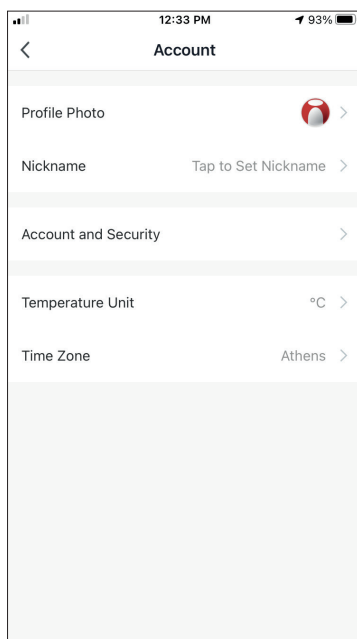 12:33 PM 93%
Account
Profile Photo
Nickname Tap to Set Nickname
Account and Security
Temperature Unit °C
Time Zone Athens